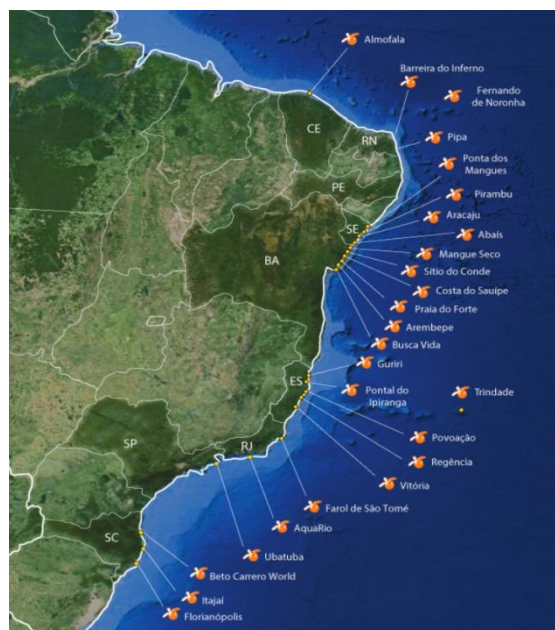 Almofala
Barreira do Inferno
Fernando
de Noronha
CE
RN
Pipa
Ponta dos
Mangues
PE
Pirambu
Aracaju
SE
Abaís
BA
Mangue Seco
Sítio do Conde
Costa do Sauípe
Praia do Forte
Arembepe
Busca Vida
Guriri
ES
Pontal do
Ipiranga
Trindade
SP
RJ
Povoação
Regência
Vitória
Farol de São Tomé
AquaRio
SC
Ubatuba
Beto Carrero World
Itajaí
Florianópolis